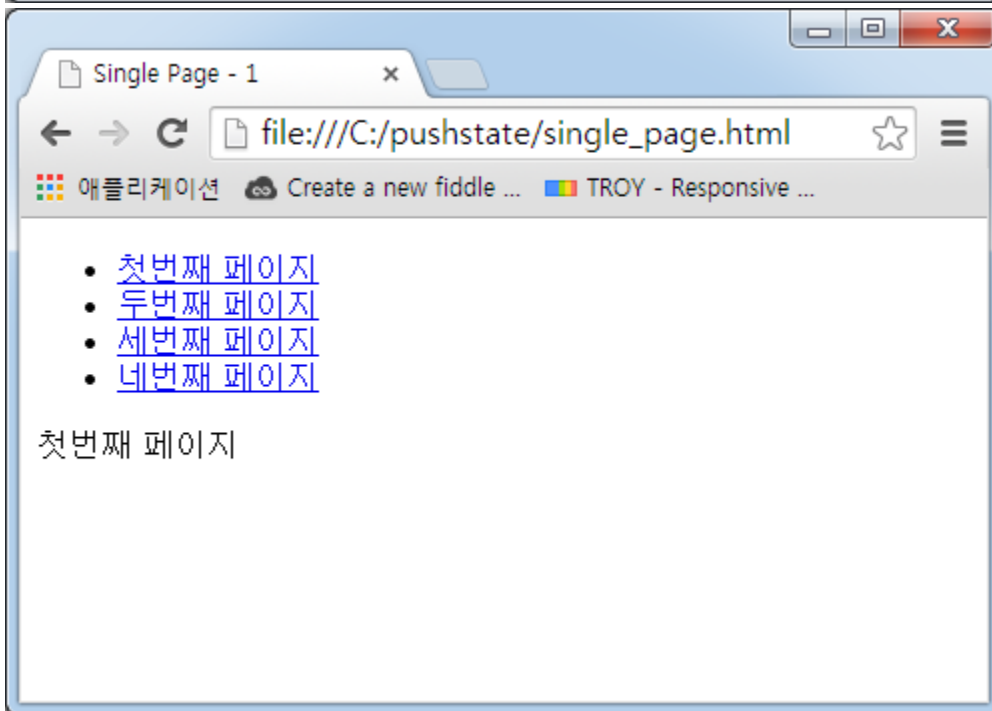 Single Page - 1
file:///C:/pushstate/single_page.html
애플리케이션 Create a new fiddle ... TROY - Responsive ...
첫번째 페이지
두번째 페이지
세번째 페이지
네번째 페이지
첫번째 페이지